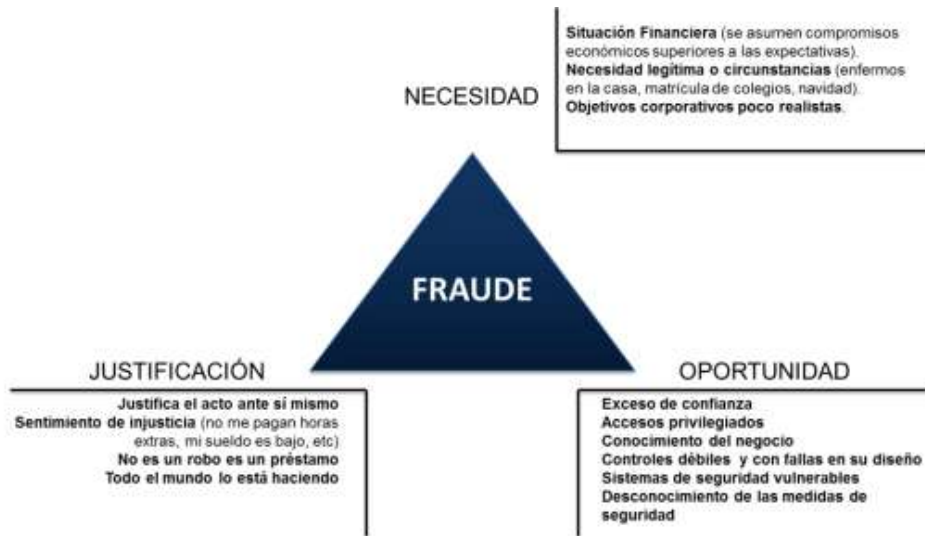 Situación Financiera (se asumen compromisos
económicos superiores a las expectativas).
Necesidad legítima o circunstancias (enfermos
en la casa, matrícula de colegios, navidad).
Objetivos corporativos poco realistas.
NECESIDAD
FRAUDE
JUSTIFICACIÓN
Justifica el acto ante sí mismo
Sentimiento de injusticia (no me pagan horas
extras, mi sueldo es bajo, etc)
No es un robo es un préstamo
Todo el mundo lo está haciendo
OPORTUNIDAD
Exceso de confianza
Accesos privilegiados
Conocimiento del negocio
Controles débiles y con fallas en su diseño
Sistemas de seguridad vulnerables
Desconocimiento de las medidas de
seguridad